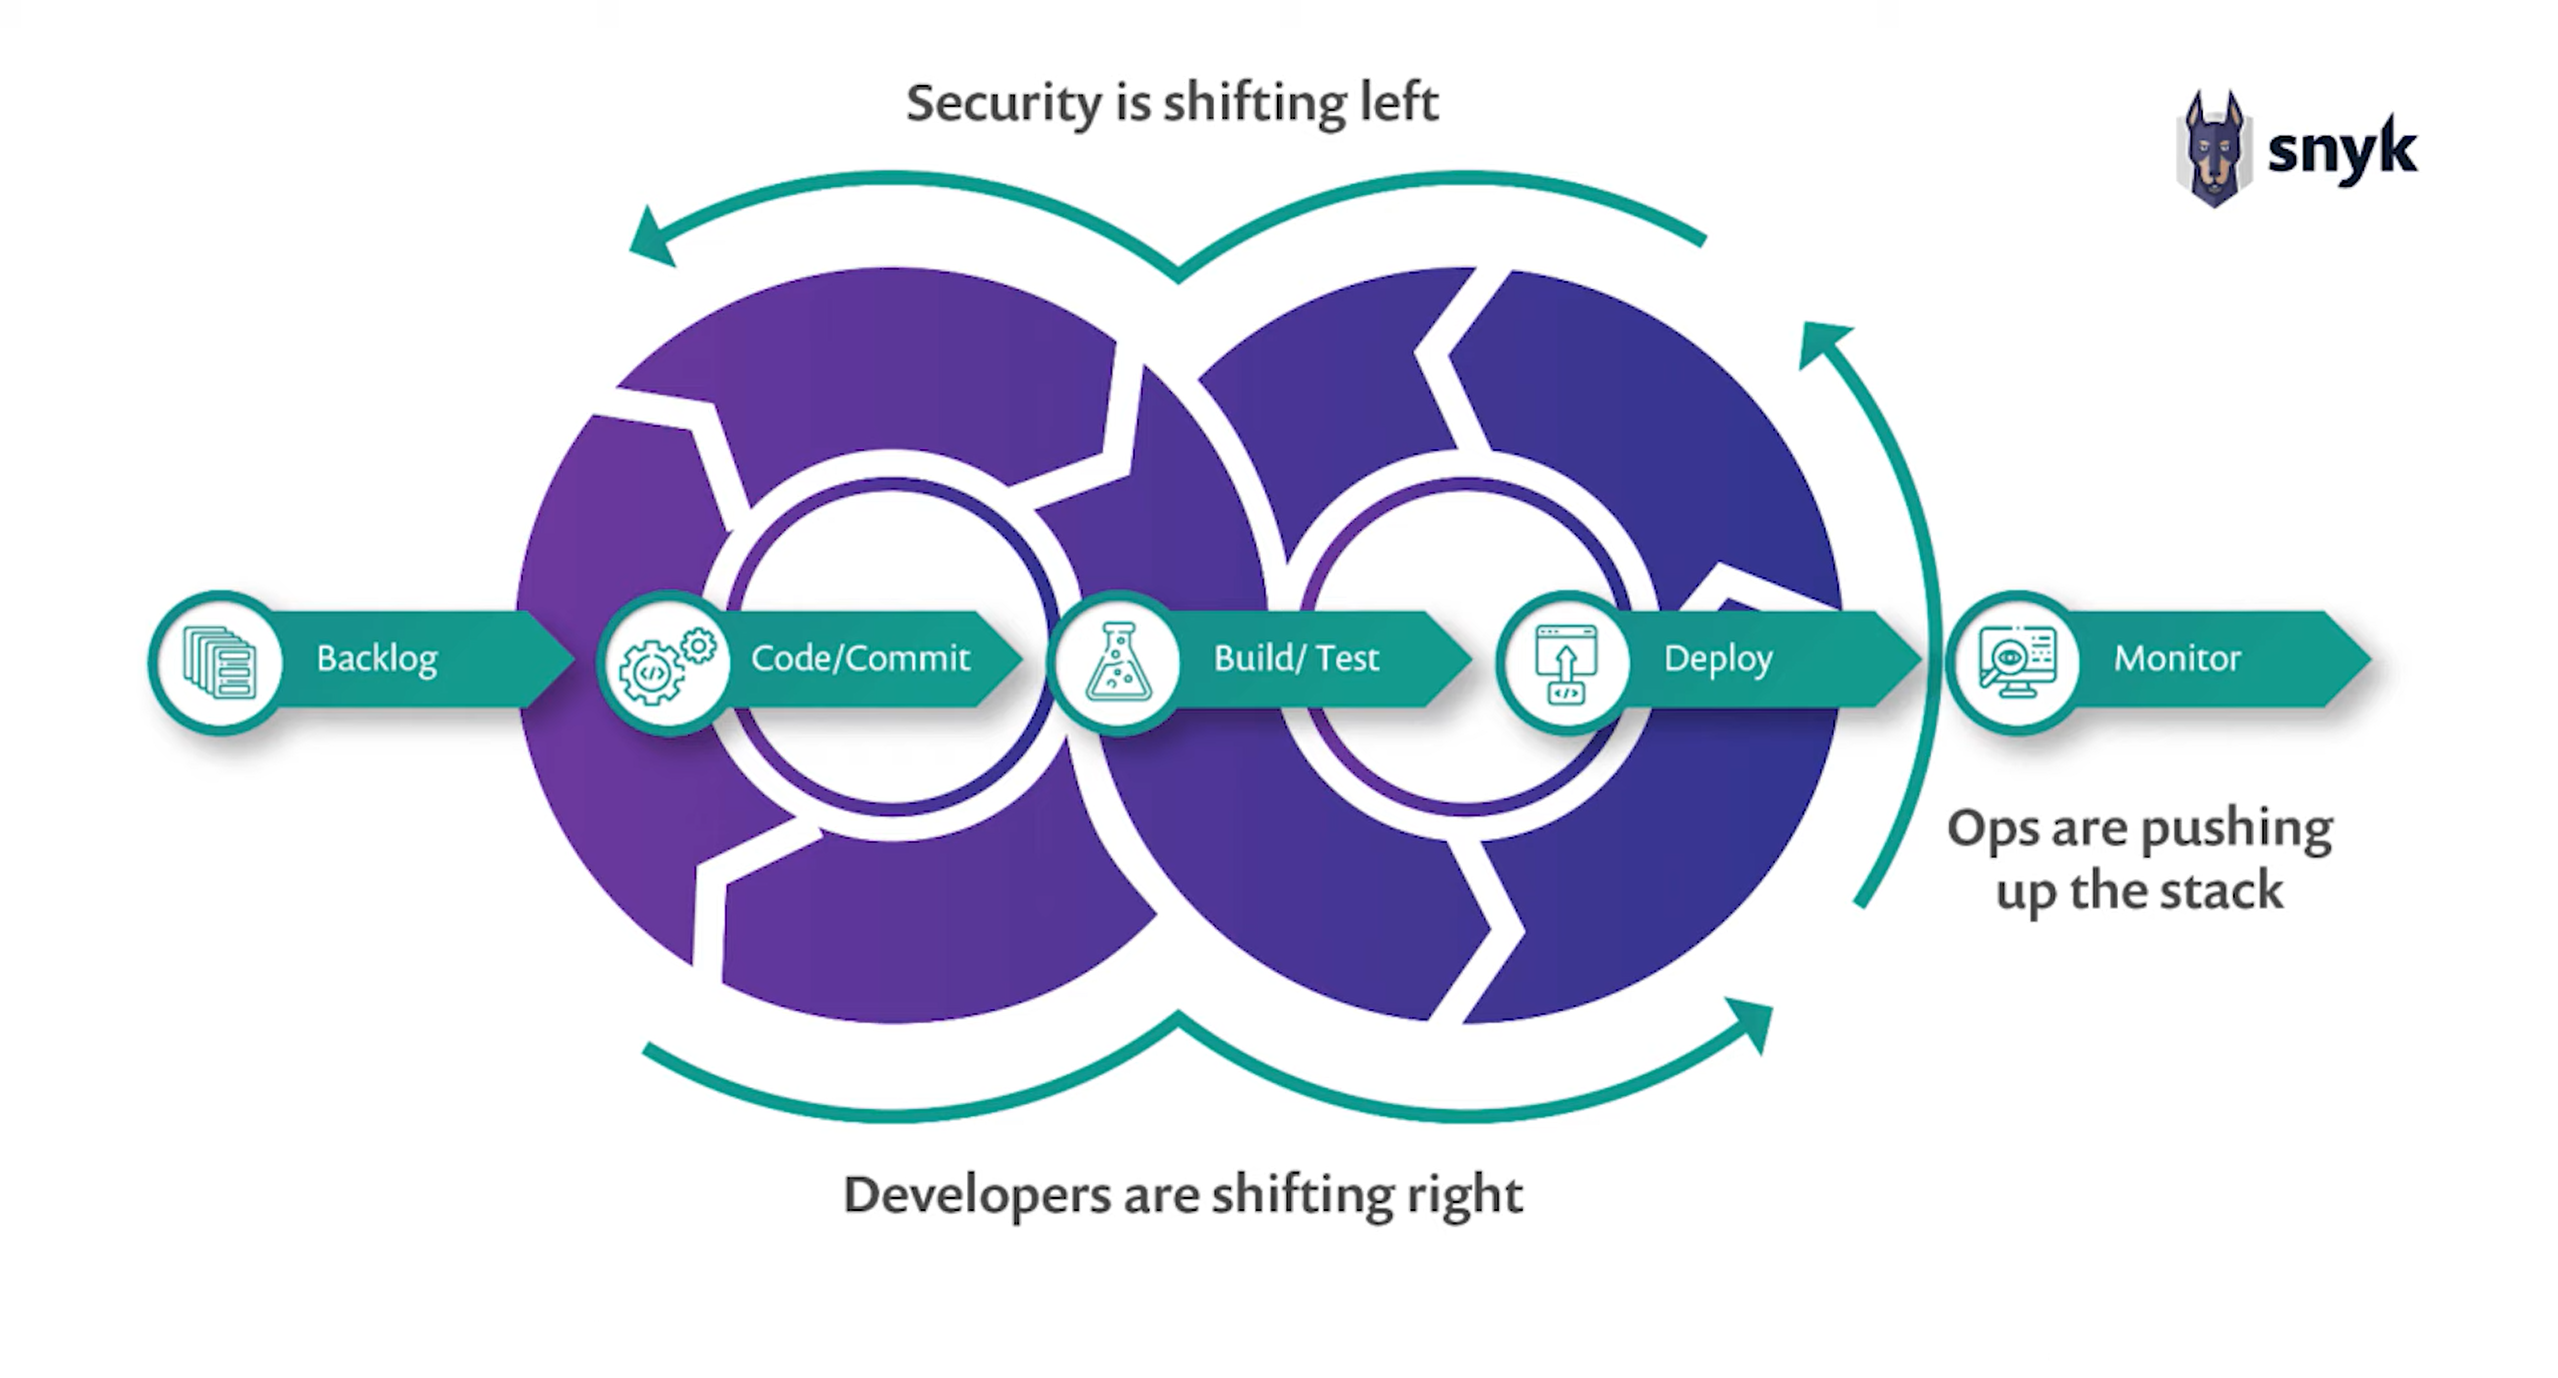 Security is shifting left
snyk
Backlog
Code/Commit
</>
Build/ Test
Deploy
</>
Monitor
Ops are pushing
up the stack
Developers are shifting right